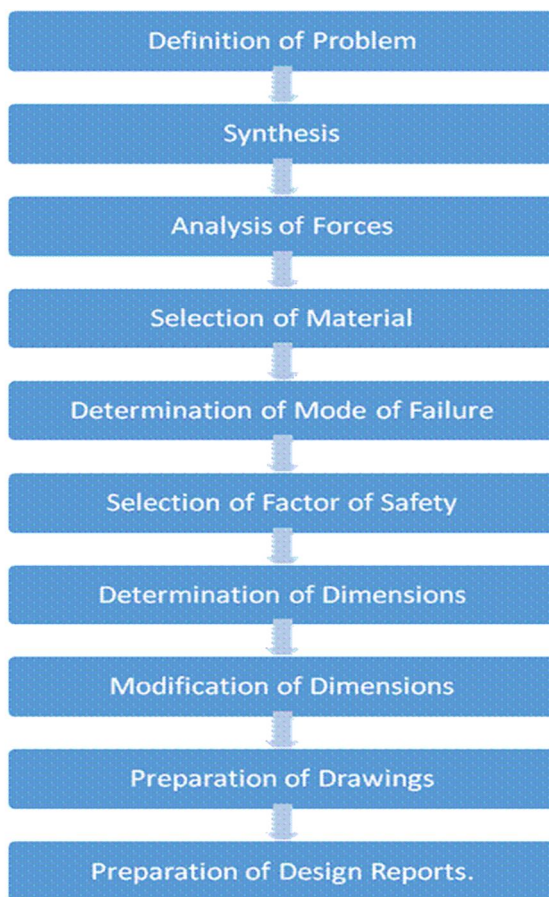 Definition of Problem
Synthesis
Analysis of Forces
Selection of Material
Determination of Mode of Failure
Selection of Factor of Safety
Determination of Dimensions
Modification of Dimensions
Preparation of Drawings
Preparation of Design Reports.